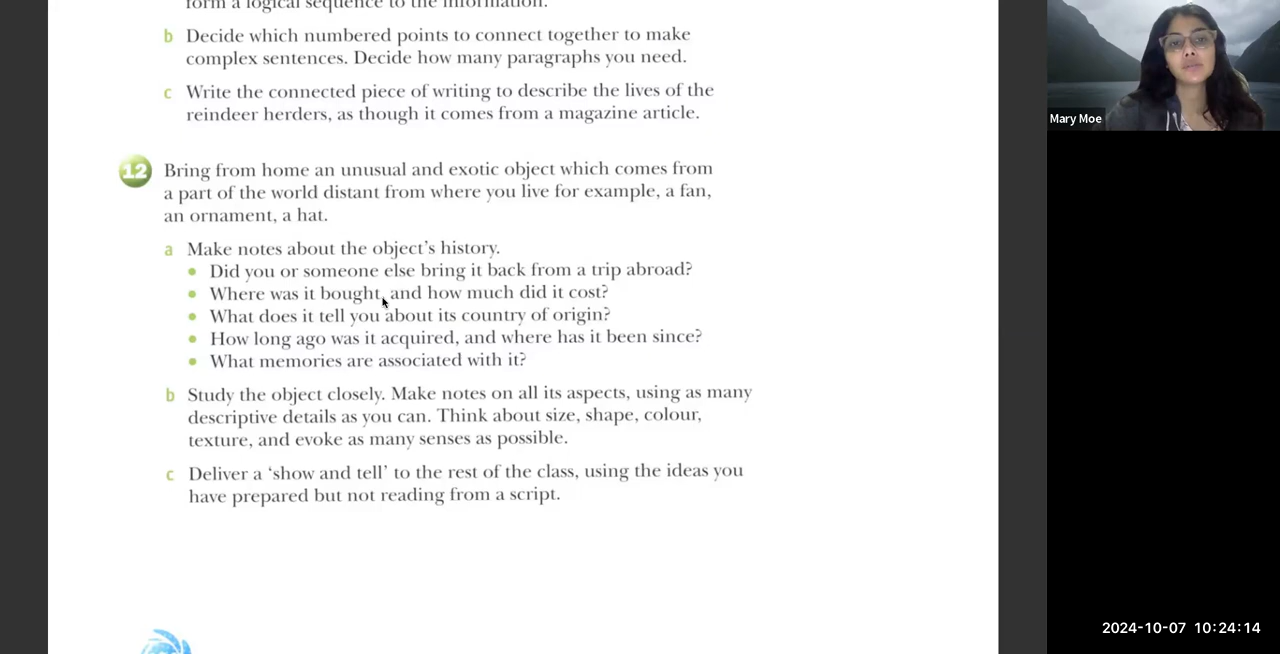 form a logical sequence to the information.
b Decide which numbered points to connect together to make
complex sentences. Decide how many paragraphs you need.
c Write the connected piece of writing to describe the lives of the
reindeer herders, as though it comes from a magazine article.
12 Bring from home an unusual and exotic object which comes from
a part of the world distant from where you live for example, a fan,
an ornament, a hat.
a Make notes about the object's history.
• Did you or someone else bring it back from a trip abroad?
• Where was it bought, and how much did it cost?
• What does it tell you about its country of origin?
• How long ago was it acquired, and where has it been since?
• What memories are associated with it?
b Study the object closely. Make notes on all its aspects, using as many
descriptive details as you can. Think about size, shape, colour,
texture, and evoke as many senses as possible.
c Deliver a ‘show and tell’ to the rest of the class, using the ideas you
have prepared but not reading from a script.
Mary Moe
2024-10-07 10:24:14